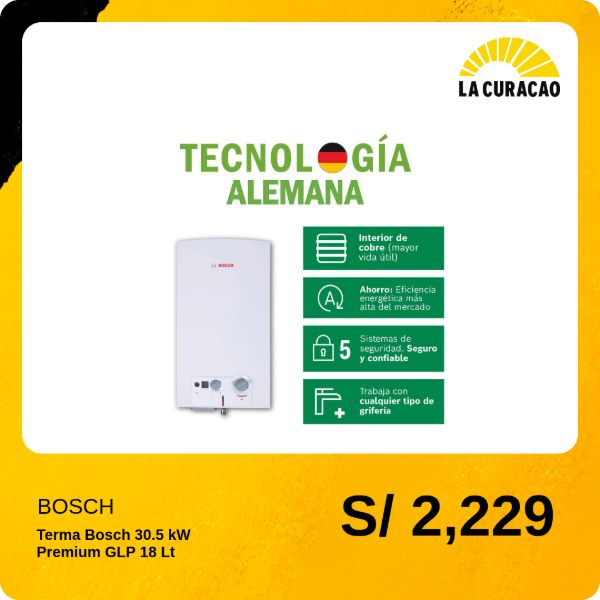 LA CURACAO
TECNOLOGÍA
ALEMANA
BOSCH
Interior de
cobre (mayor
vida útil)
A
Ahorro: Eficiencia
energética más
alta del mercado
5
Sistemas de
seguridad. Seguro
y confiable
Trabaja con
cualquier tipo de
grifería
BOSCH
Terma Bosch 30.5 kW
Premium GLP 18 Lt
S/ 2,229